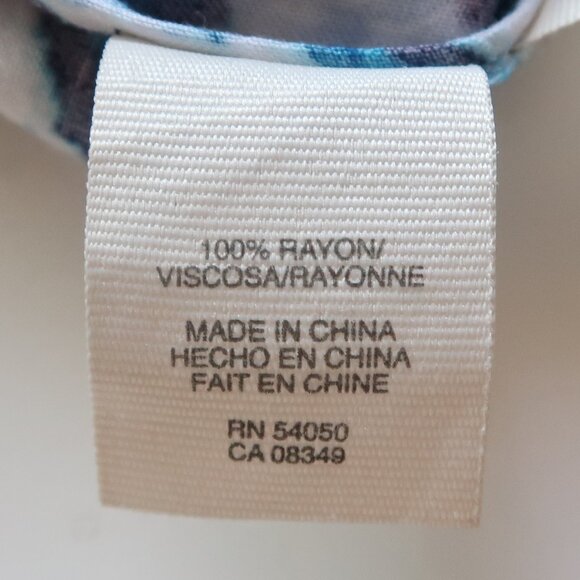 100% RAYON/
VISCOSA/RAYONNE
MADE IN CHINA
HECHO EN CHINA
FAIT EN CHINE
RN 54050
CA 08349